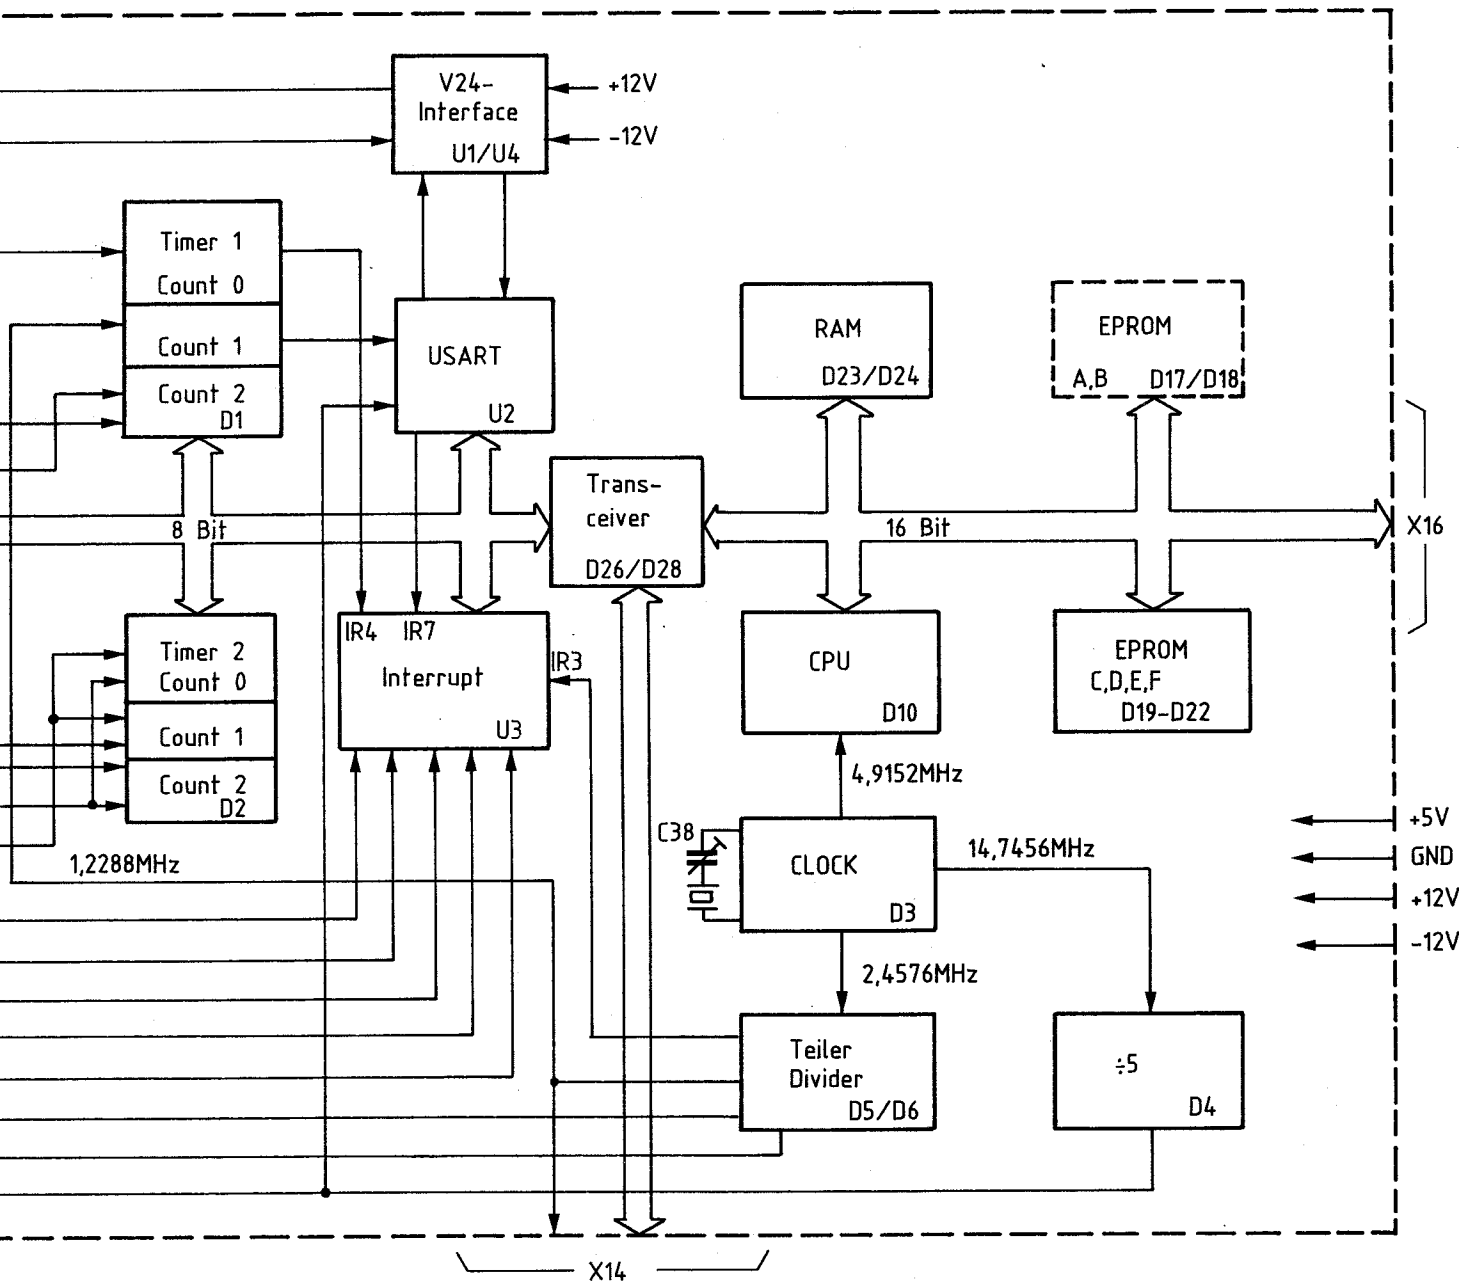 V24-
Interface
U1/U4
+12V
-12V
Timer 1
Count 0
Count 1
Count 2
D1
USART
U2
RAM
D23/D24
EPROM
A,B D17/D18
8 Bit
Trans-
ceiver
D26/D28
16 Bit
X16
Timer 2
Count 0
Count 1
Count 2
D2
IR4 IR7
IR3
Interrupt
U3
CPU
D10
EPROM
C,D,E,F
D19-D22
4,9152MHz
+5V
GND
+12V
-12V
1,2288MHz
C38
CLOCK
D3
14,7456MHz
2,4576MHz
Teiler
Divider
D5/D6
÷5
D4
X14